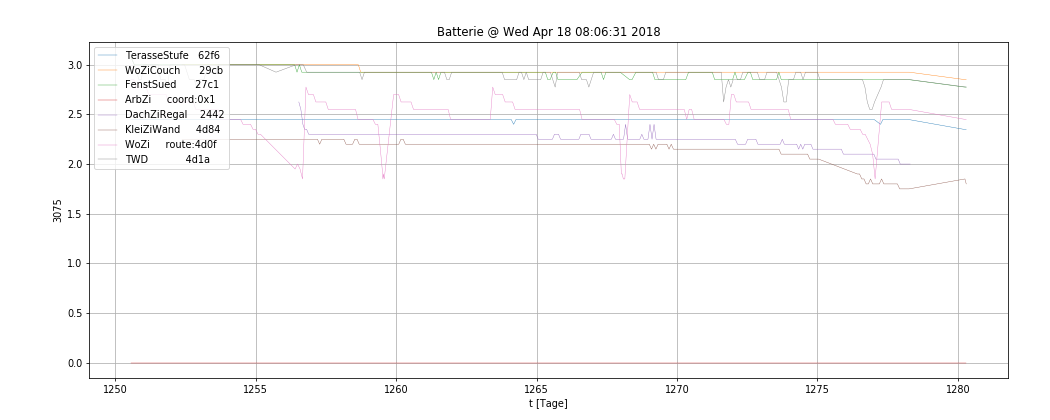 Batterie @ Wed Apr 18 08:06:31 2018
TerasseStufe 62f6
WoZiCouch 29cb
FenstSued 27c1
ArbZi coord:0x1
DachZiRegal 2442
KleiZiWand 4d84
WoZi route:4d0f
TWD 4d1a
3.0
2.5
2.0
1.5
1.0
0.5
0.0
3075
1250 1255 1260 1265 1270 1275 1280
t [Tage]